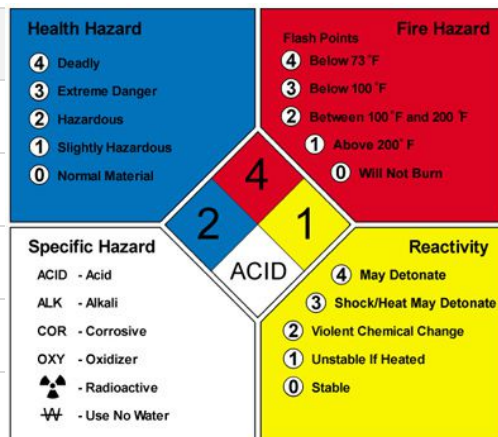 Health Hazard
4 Deadly
3 Extreme Danger
2 Hazardous
1 Slightly Hazardous
0 Normal Material
Fire Hazard
Flash Points
4 Below 73 °F
3 Below 100°F
2 Between 100°F and 200 °F
1 Above 200° F
0 Will Not Burn
4
2
1
ACID
Specific Hazard
ACID - Acid
ALK - Alkali
COR - Corrosive
OXY - Oxidizer
- Radioactive
W - Use No Water
Reactivity
4 May Detonate
3 Shock/Heat May Detonate
2 Violent Chemical Change
1 Unstable If Heated
0 Stable